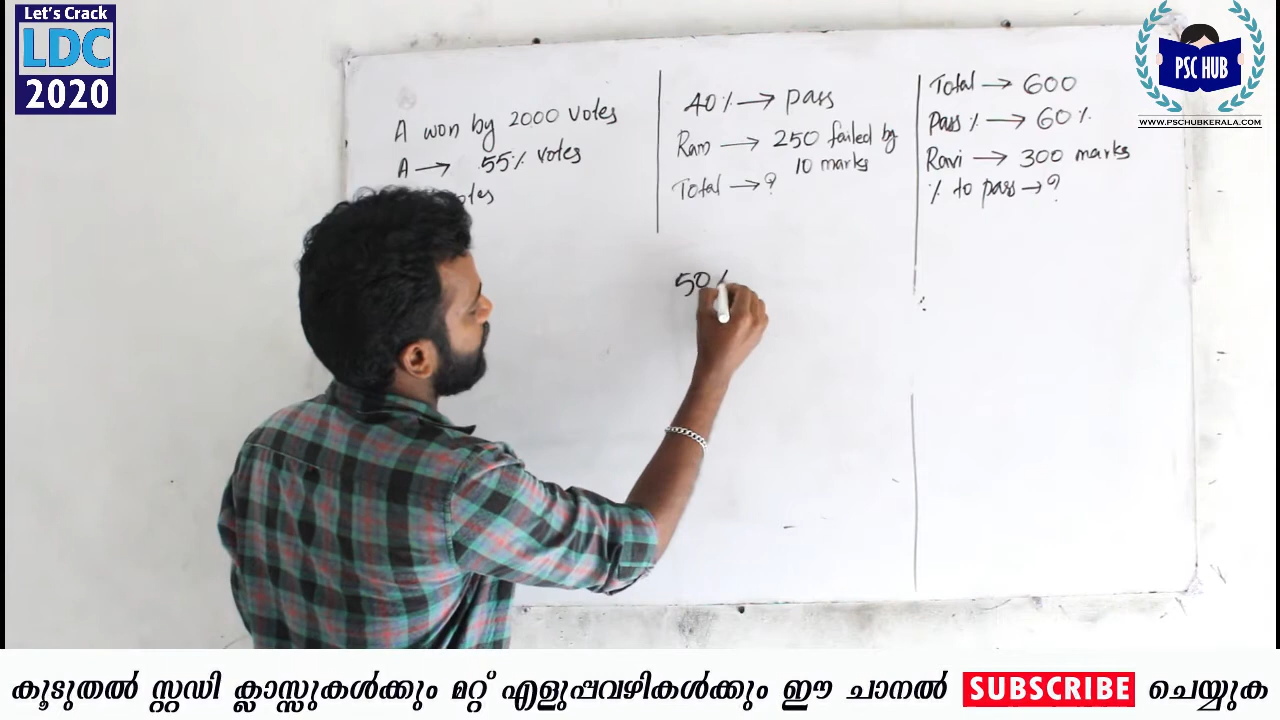 Let's Crack
LDC
2020
PSC HUB
WWW.PSCHUBKERALA.COM
A won by 2000 votes
A → 55% votes
40% → Pass
Ram → 250 failed by
10 marks
Total → ?
50%
Total → 600
Pass % → 60%
Ravi → 300 marks
% to pass → ?
കൂടുതൽ സ്റ്റഡി ക്ലാസ്സുകൾക്കും മറ്റ് എളുപ്പവഴികൾക്കും ഈ ചാനൽ SUBSCRIBE ചെയ്യുക